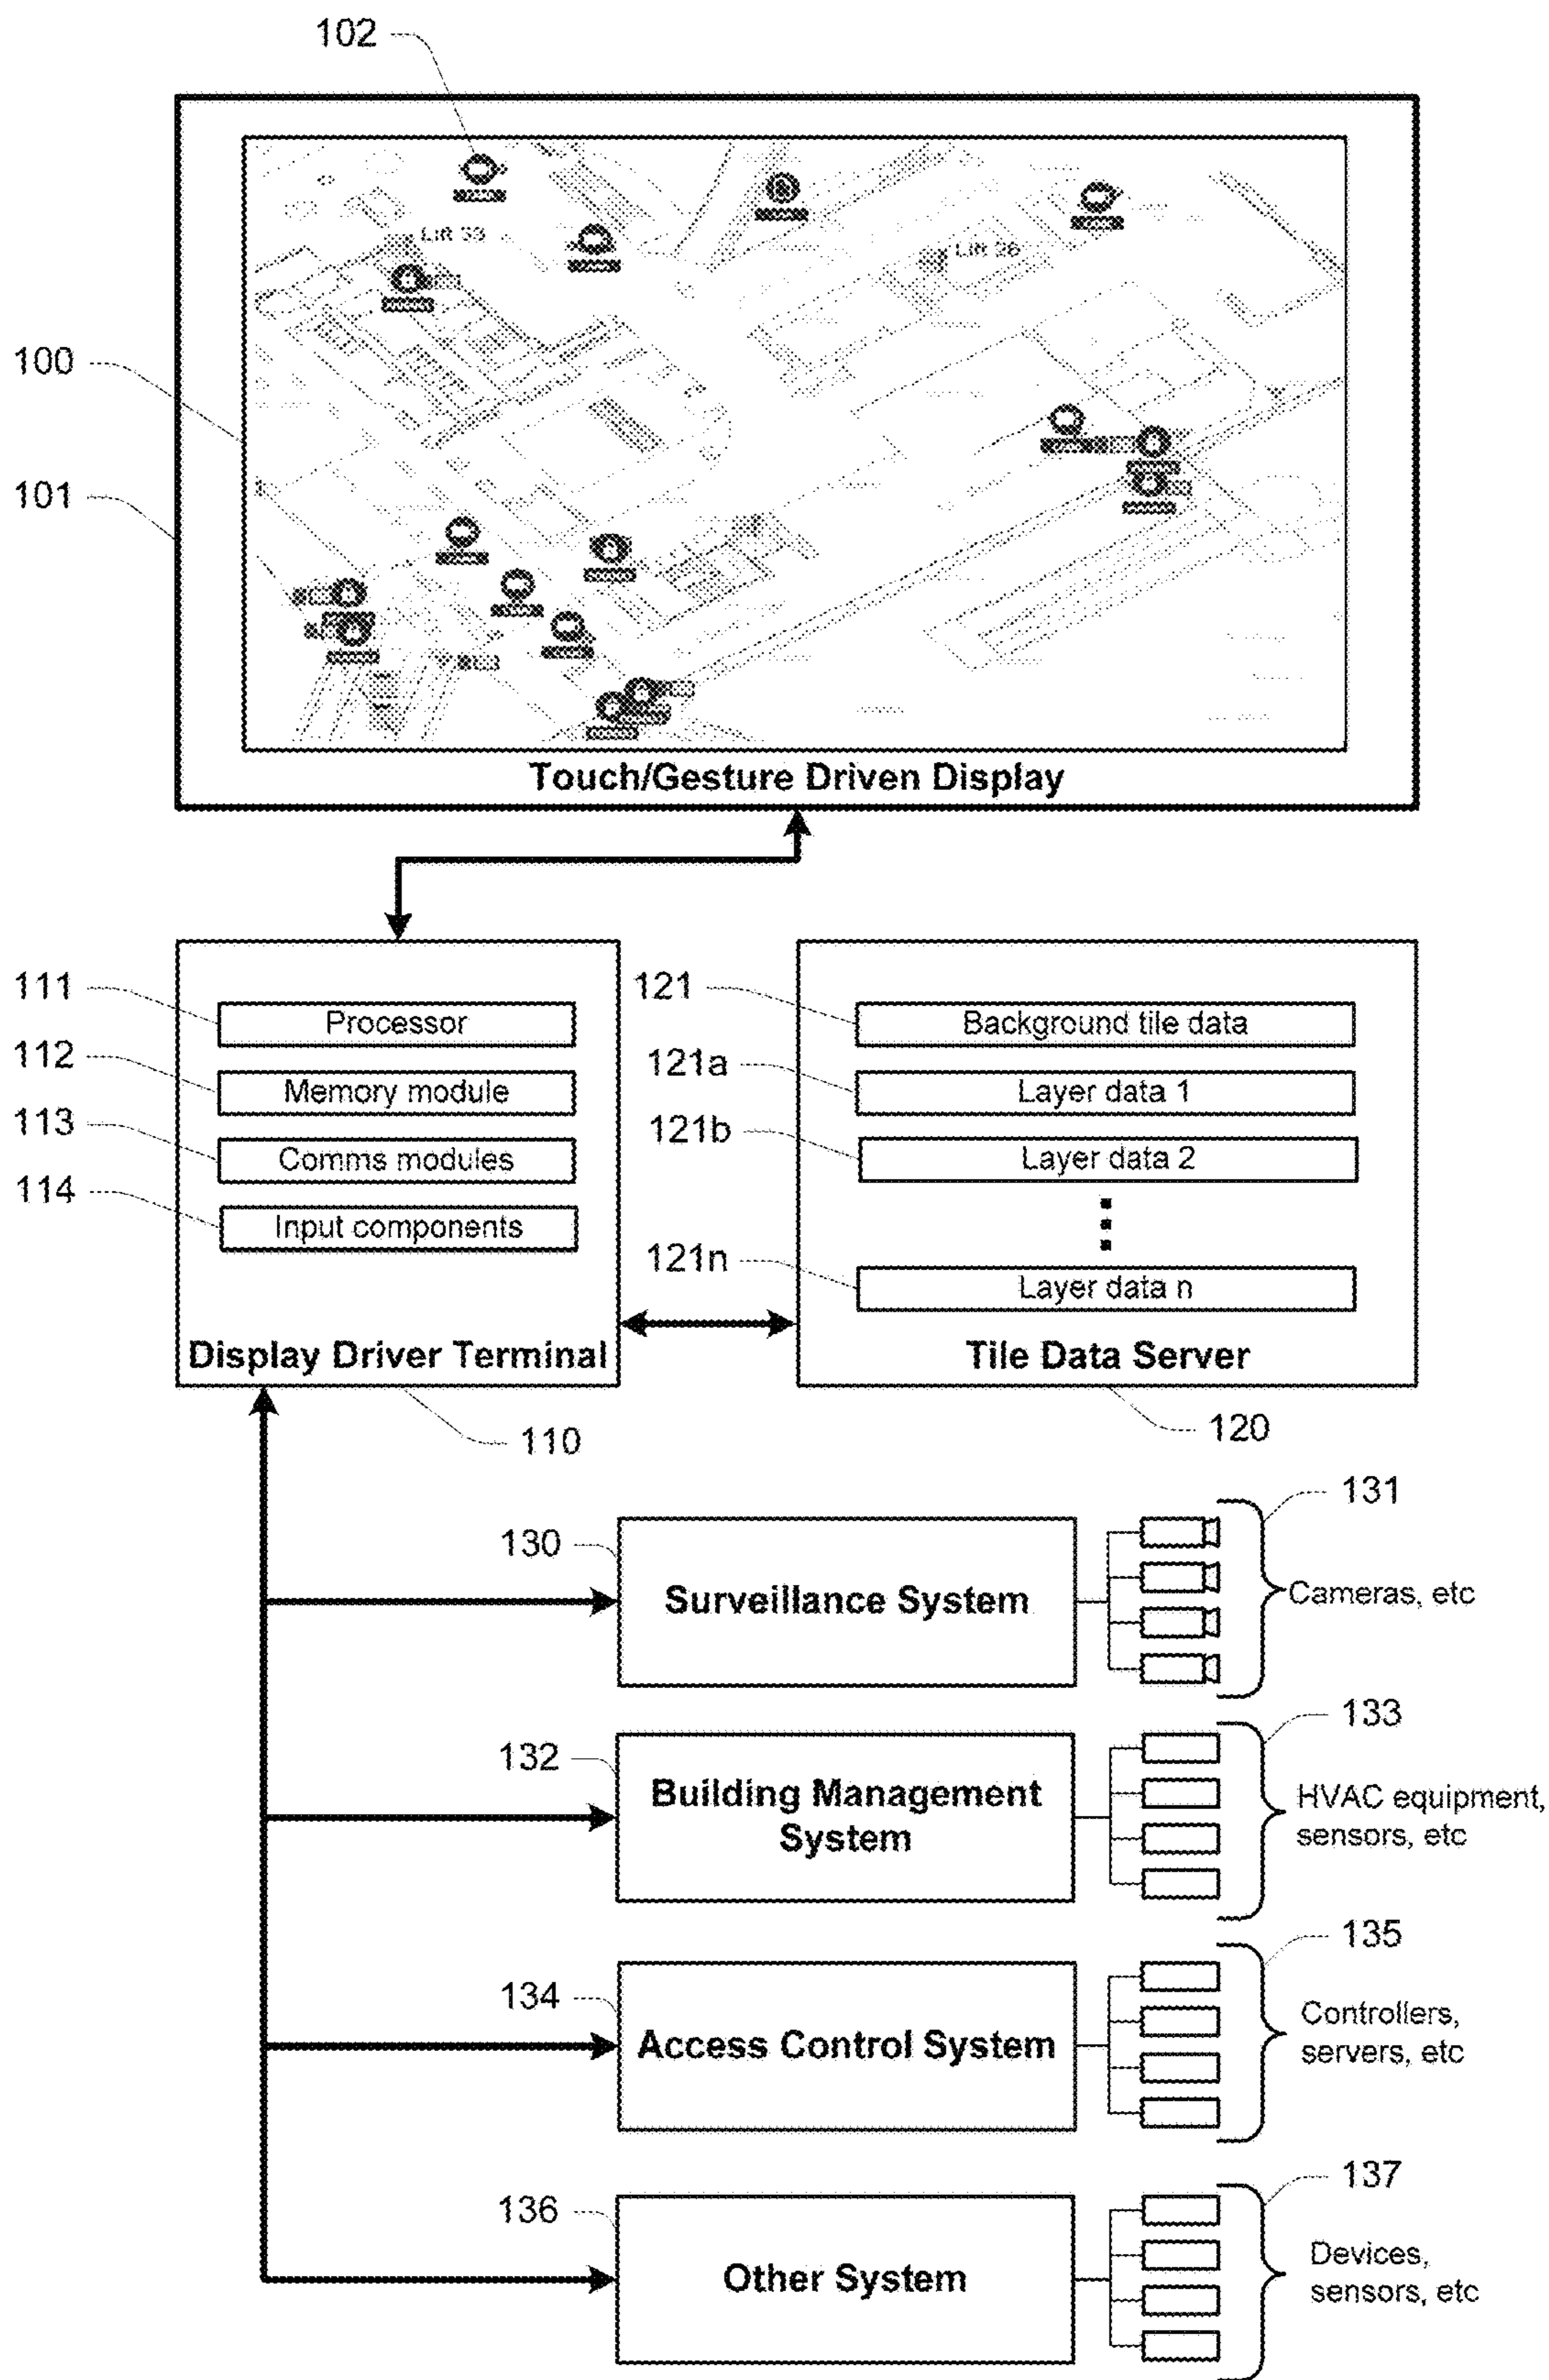 102
Lift 33
Lift 26
100
101
Touch/Gesture Driven Display
111
Processor
112
Memory module
113
Comms modules
114
Input components
Display Driver Terminal
110
121
Background tile data
121a
Layer data 1
121b
Layer data 2
121n
Layer data n
Tile Data Server
120
130
Surveillance System
131
Cameras, etc
132
Building Management
System
133
HVAC equipment,
sensors, etc
134
Access Control System
135
Controllers,
servers, etc
136
Other System
137
Devices,
sensors, etc